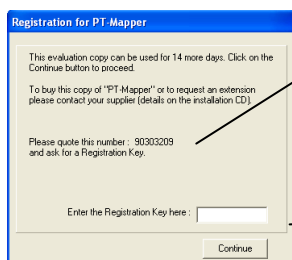 Registration for PT-Mapper
This evaluation copy can be used for 14 more days. Click on the
Continue button to proceed.
To buy this copy of "PT-Mapper" or to request an extension
please contact your supplier (details on the installation CD).
Please quote this number : 90303209
and ask for a Registration Key.
Enter the Registration Key here :
Continue